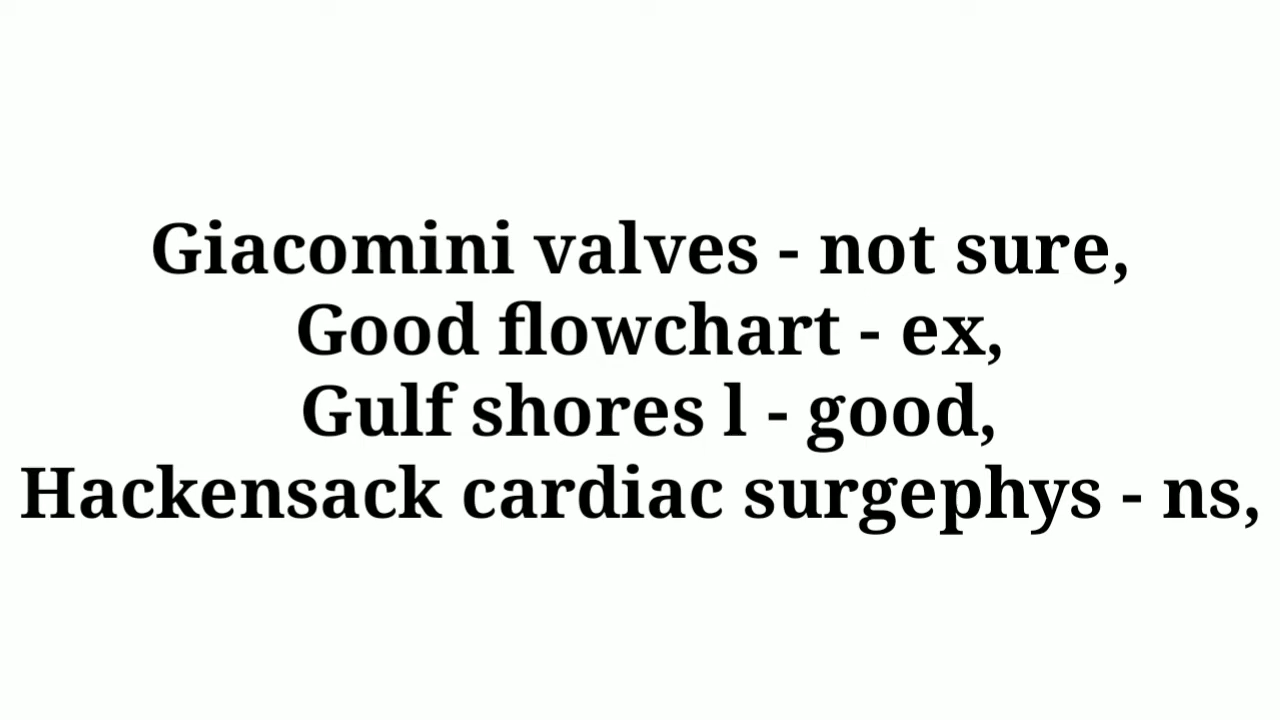 Giacomini valves - not sure,
Good flowchart - ex,
Gulf shores l - good,
Hackensack cardiac surgephys - ns,